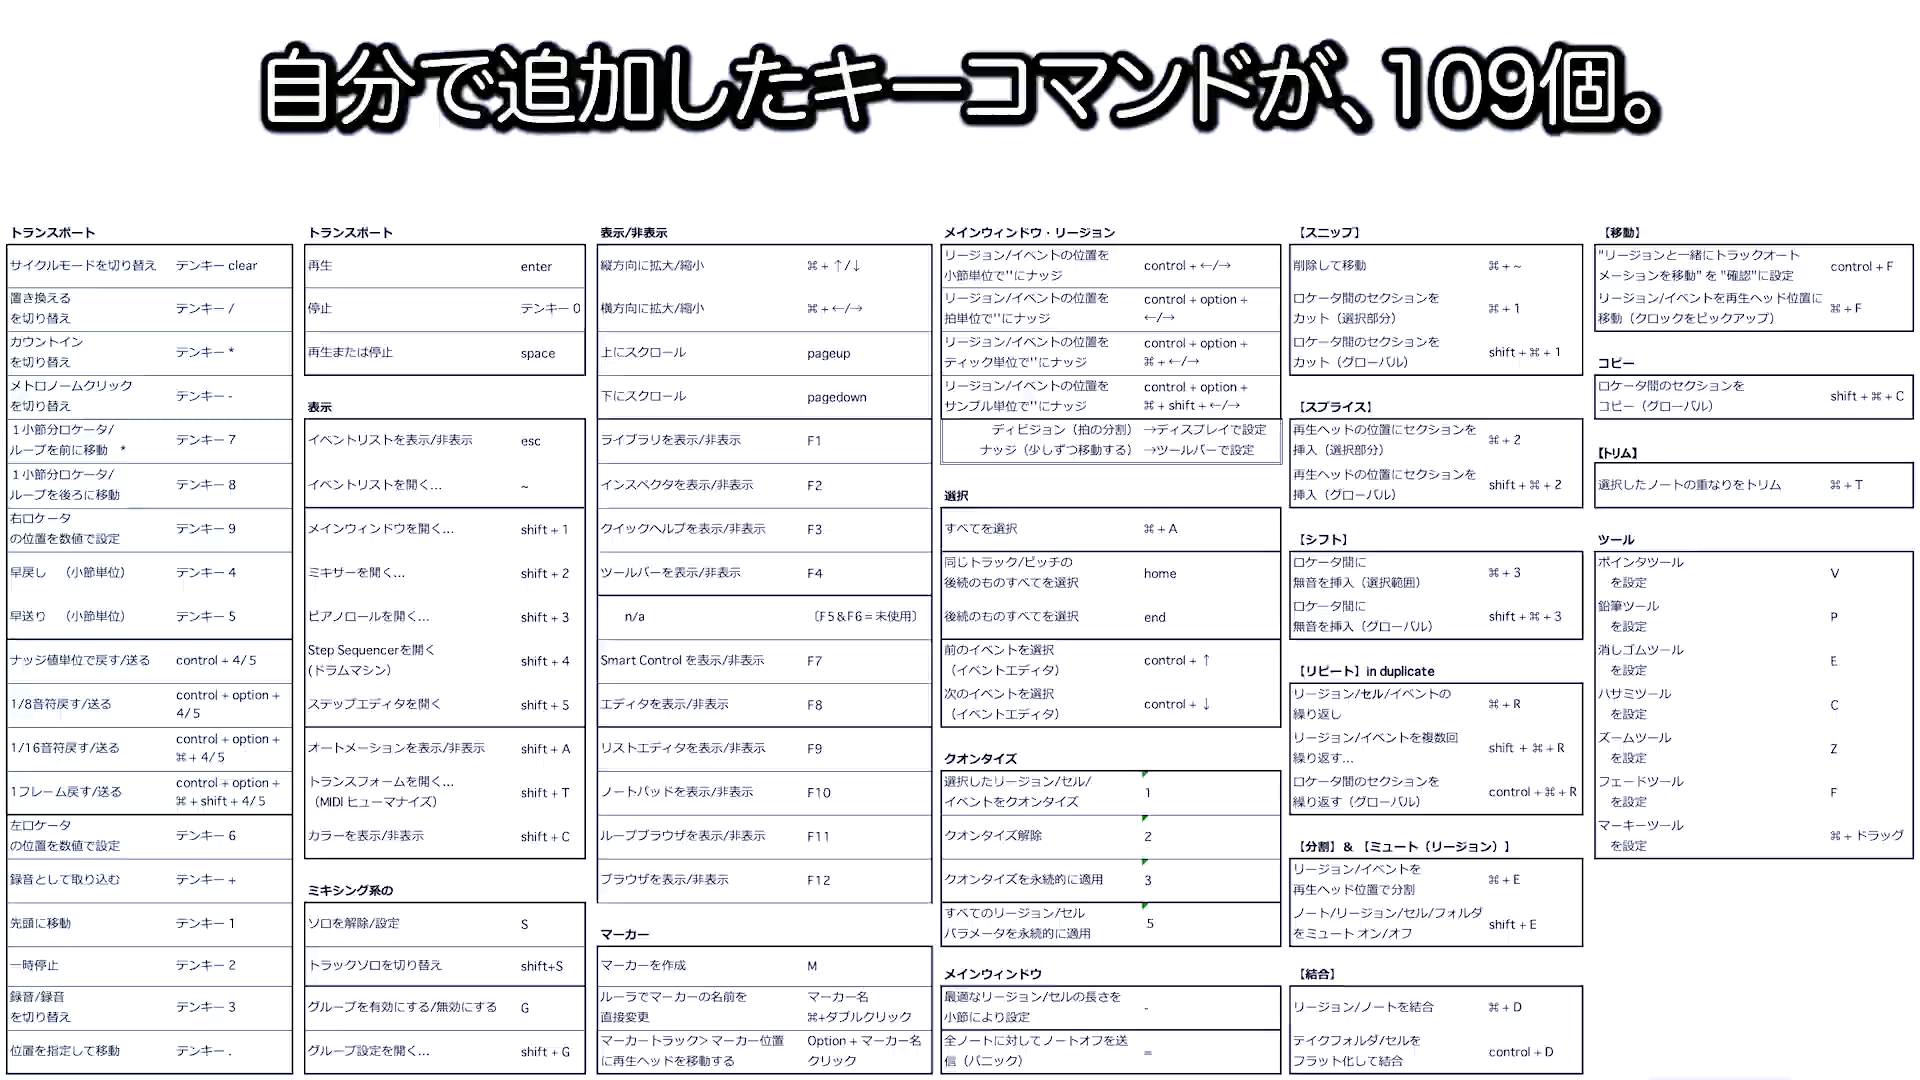 自分で追加したキーコマンドが、109個。
トランスポート
サイクルモードを切り替え テンキー clear
置き換える
を切り替え テンキー /
カウントイン
を切り替え テンキー *
メトロノームクリック
を切り替え テンキー -
１小節分ロケータ/
ループを前に移動 * テンキー 7
１小節分ロケータ/
ループを後ろに移動 テンキー 8
右ロケータ
の位置を数値で設定 テンキー 9
早戻し （小節単位） テンキー 4
早送り （小節単位） テンキー 5
ナッジ値単位で戻す/送る control + 4/5
1/8音符戻す/送る control + option +
4/5
1/16音符戻す/送る control + option +
⌘ + 4/5
1フレーム戻す/送る control + option +
⌘ + shift + 4/5
左ロケータ
の位置を数値で設定 テンキー 6
録音として取り込む テンキー +
先頭に移動 テンキー 1
一時停止 テンキー 2
録音/録音
を切り替え テンキー 3
位置を指定して移動 テンキー .
トランスポート
再生 enter
停止 テンキー 0
再生または停止 space
表示
イベントリストを表示/非表示 esc
イベントリストを開く... ~
メインウィンドウを開く... shift + 1
ミキサーを開く... shift + 2
ピアノロールを開く... shift + 3
Step Sequencerを開く
(ドラムマシン) shift + 4
ステップエディタを開く shift + 5
オートメーションを表示/非表示 shift + A
トランスフォームを開く...
（MIDI ヒューマナイズ） shift + T
カラーを表示/非表示 shift + C
ミキシング系の
ソロを解除/設定 S
トラックソロを切り替え shift+S
グループを有効にする/無効にする G
グループ設定を開く... shift + G
表示/非表示
縦方向に拡大/縮小 ⌘ + ↑/↓
横方向に拡大/縮小 ⌘ + ←/→
上にスクロール pageup
下にスクロール pagedown
ライブラリを表示/非表示 F1
インスペクタを表示/非表示 F2
クイックヘルプを表示/非表示 F3
ツールバーを表示/非表示 F4
n/a 〔F5&F6＝未使用〕
Smart Control を表示/非表示 F7
エディタを表示/非表示 F8
リストエディタを表示/非表示 F9
ノートパッドを表示/非表示 F10
ループブラウザを表示/非表示 F11
ブラウザを表示/非表示 F12
マーカー
マーカーを作成 M
ルーラでマーカーの名前を
直接変更 マーカー名
⌘+ダブルクリック
マーカートラック> マーカー位置
に再生ヘッドを移動する Option + マーカー名
クリック
メインウィンドウ・リージョン
リージョン/イベントの位置を
小節単位で''にナッジ control + ←/→
リージョン/イベントの位置を
拍単位で''にナッジ control + option +
←/→
リージョン/イベントの位置を
ティック単位で''にナッジ control + option +
⌘ + ←/→
リージョン/イベントの位置を
サンプル単位で''にナッジ control + option +
⌘ + shift + ←/→
ディビジョン（拍の分割） →ディスプレイで設定
ナッジ（少しずつ移動する） →ツールバーで設定
選択
すべてを選択 ⌘ + A
同じトラック/ピッチの
後続のものすべてを選択 home
後続のものすべてを選択 end
前のイベントを選択
（イベントエディタ） control + ↑
次のイベントを選択
（イベントエディタ） control + ↓
クオンタイズ
選択したリージョン/セル/
イベントをクオンタイズ 1
クオンタイズ解除 2
クオンタイズを永続的に適用 3
すべてのリージョン/セル
パラメータを永続的に適用 5
メインウィンドウ
最適なリージョン/セルの長さを
小節により設定 -
全ノートに対してノートオフを送
信（パニック） =
【スニップ】
削除して移動 ⌘ + ~
ロケータ間のセクションを
カット（選択部分） ⌘ + 1
ロケータ間のセクションを
カット（グローバル） shift + ⌘ + 1
【スプライス】
再生ヘッドの位置にセクションを
挿入（選択部分） ⌘ + 2
再生ヘッドの位置にセクションを
挿入（グローバル） shift + ⌘ + 2
【シフト】
ロケータ間に
無音を挿入（選択範囲） ⌘ + 3
ロケータ間に
無音を挿入（グローバル） shift + ⌘ + 3
【リピート】in duplicate
リージョン/セル/イベントの
繰り返し ⌘ + R
リージョン/イベントを複数回
繰り返す... shift + ⌘ + R
ロケータ間のセクションを
繰り返す（グローバル） control + ⌘ + R
【分割】＆【ミュート（リージョン）】
リージョン/イベントを
再生ヘッド位置で分割 ⌘ + E
ノート/リージョン/セル/フォルダ
をミュート オン/オフ shift + E
【結合】
リージョン/ノートを結合 ⌘ + D
テイクフォルダ/セルを
フラット化して結合 control + D
【移動】
"リージョンと一緒にトラックオート
メーションを移動" を "確認"に設定 control + F
リージョン/イベントを再生ヘッド位置に
移動（クロックをピックアップ） ⌘ + F
コピー
ロケータ間のセクションを
コピー（グローバル） shift + ⌘ + C
【トリム】
選択したノートの重なりをトリム ⌘ + T
ツール
ポインタツール
を設定 V
鉛筆ツール
を設定 P
消しゴムツール
を設定 E
ハサミツール
を設定 C
ズームツール
を設定 Z
フェードツール
を設定 F
マーキーツール
を設定 ⌘ + ドラッグ